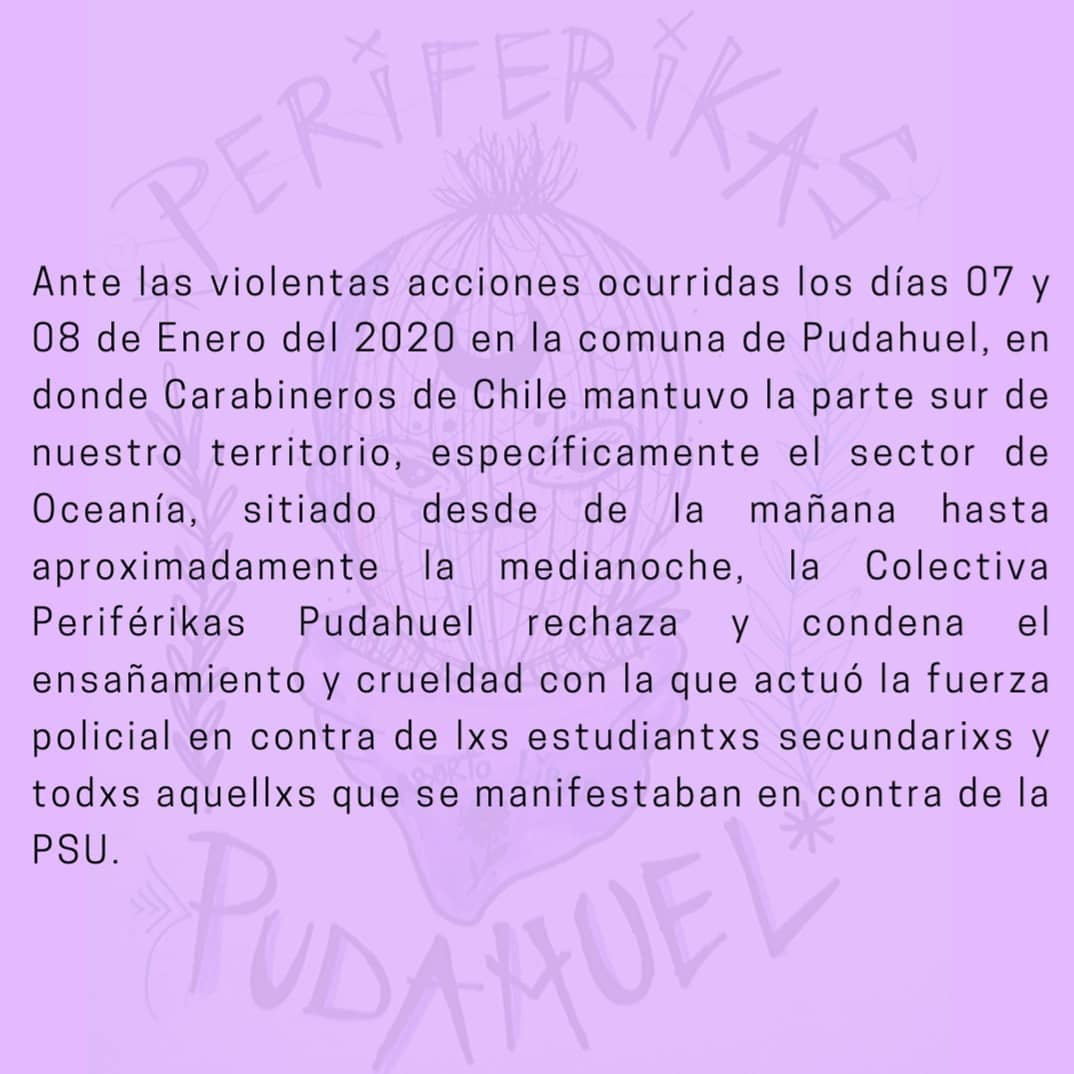 PERiFERiKAS
Ante las violentas acciones ocurridas los días 07 y
08 de Enero del 2020 en la comuna de Pudahuel, en
donde Carabineros de Chile mantuvo la parte sur de
nuestro territorio, específicamente el sector de
Oceanía, sitiado desde de la mañana hasta
aproximadamente la medianoche, la Colectiva
Periférikas Pudahuel rechaza y condena el
ensañamiento y crueldad con la que actuó la fuerza
policial en contra de lxs estudiantxs secundarixs y
todxs aquellxs que se manifestaban en contra de la
PSU.
ABORTO
PUDAHUEL